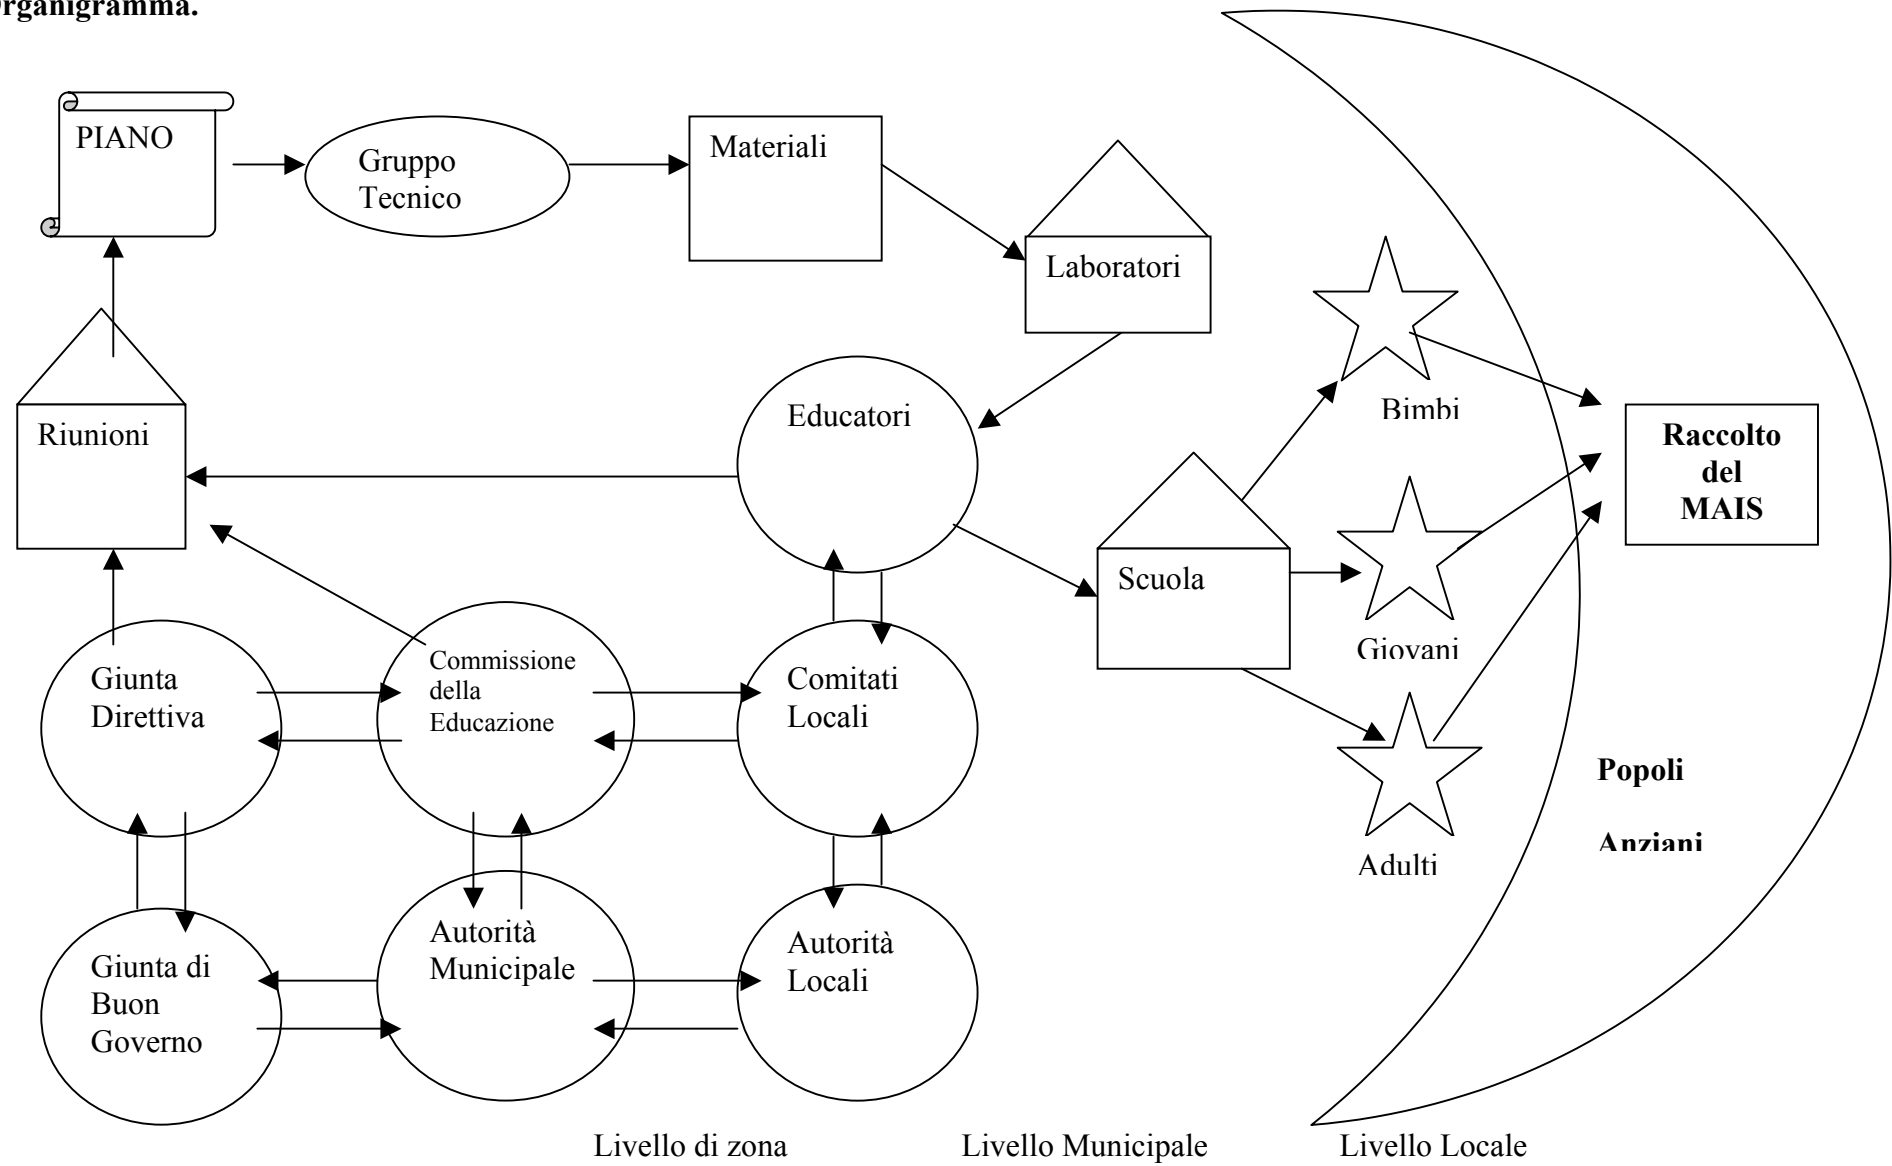 Organigramma.
PIANO
Gruppo
Tecnico
Materiali
Laboratori
Riunioni
Educatori
Bimbi
Raccolto
del
MAIS
Scuola
Giovani
Giunta
Direttiva
Commissione
della
Educazione
Comitati
Locali
Popoli
Anziani
Adulti
Giunta di
Buon
Governo
Autorità
Municipale
Autorità
Locali
Livello di zona
Livello Municipale
Livello Locale